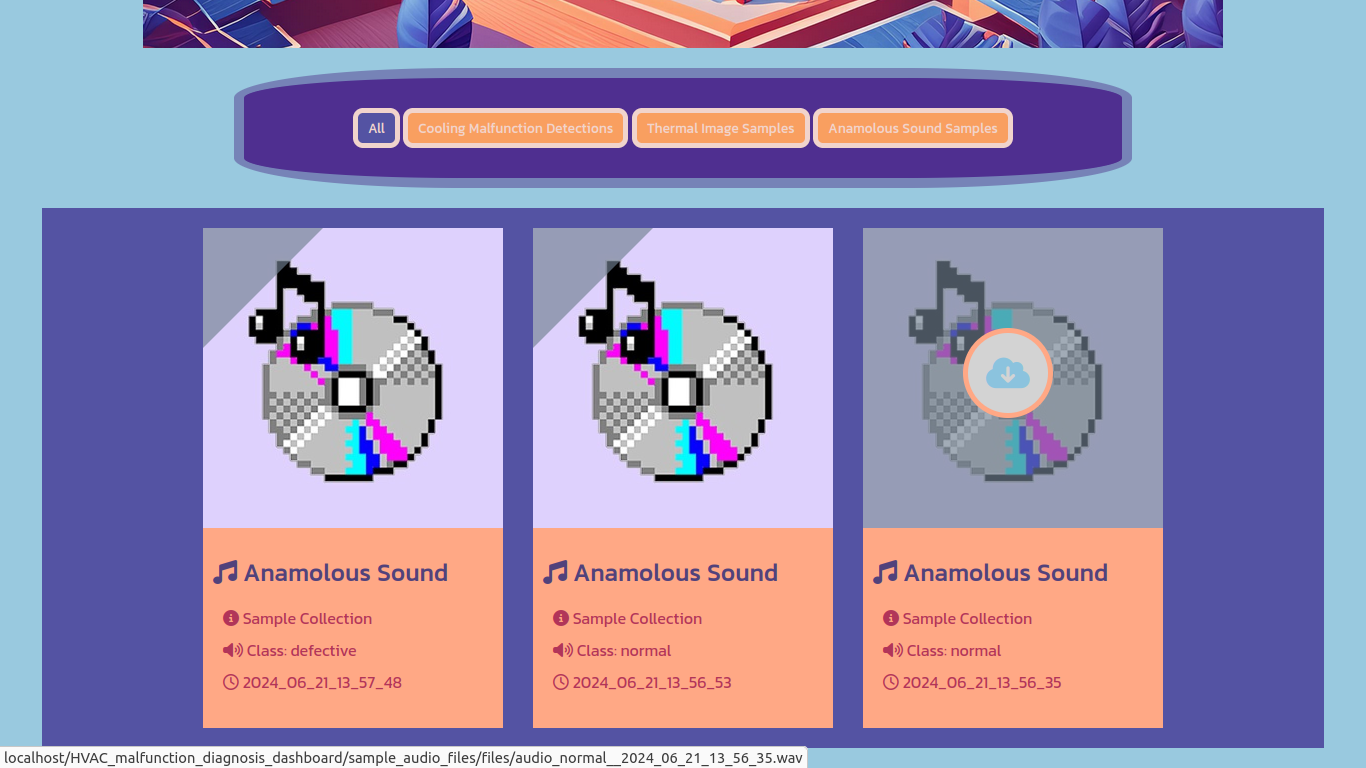 All Cooling Malfunction Detections Thermal Image Samples Anamolous Sound Samples
Anamolous Sound
Sample Collection
Class: defective
2024_06_21_13_57_48
Anamolous Sound
Sample Collection
Class: normal
2024_06_21_13_56_53
Anamolous Sound
Sample Collection
Class: normal
2024_06_21_13_56_35
localhost/HVAC_malfunction_diagnosis_dashboard/sample_audio_files/files/audio_normal__2024_06_21_13_56_35.wav